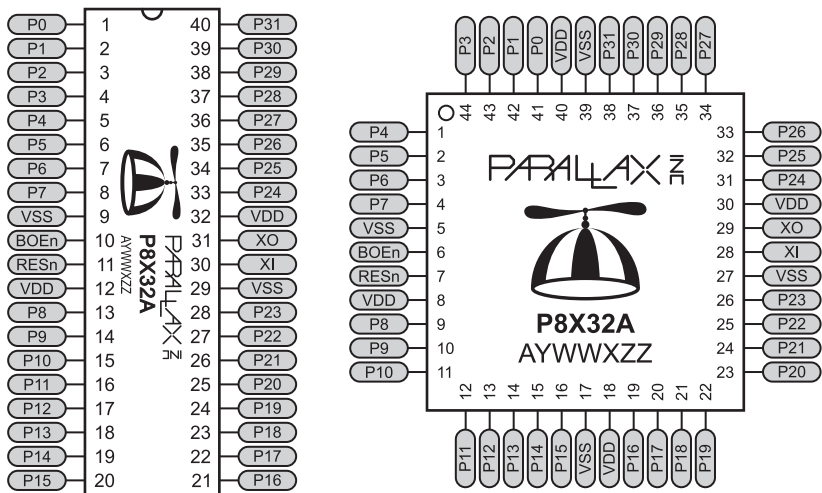 P0 1 40 P31
P1 2 39 P30
P2 3 38 P29
P3 4 37 P28
P4 5 36 P27
P5 6 35 P26
P6 7 34 P25
P7 8 33 P24
VSS 9 32 VDD
BOEn 10 31 XO
RESn 11 30 XI
VDD 12 29 VSS
P8 13 28 P23
P9 14 27 P22
P10 15 26 P21
P11 16 25 P20
P12 17 24 P19
P13 18 23 P18
P14 19 22 P17
P15 20 21 P16
PARALLAX INC
P8X32A
AYWWXZZ
P3 P2 P1 P0 VDD VSS P31 P30 P29 P28 P27
44 43 42 41 40 39 38 37 36 35 34
P4 1 33 P26
P5 2 32 P25
P6 3 31 P24
P7 4 30 VDD
VSS 5 29 XO
BOEn 6 28 XI
RESn 7 27 VSS
VDD 8 26 P23
P8 9 25 P22
P9 10 24 P21
P10 11 23 P20
PARALLAX INC
P8X32A
AYWWXZZ
12 13 14 15 16 17 18 19 20 21 22
P11 P12 P13 P14 P15 VSS VDD P16 P17 P18 P19